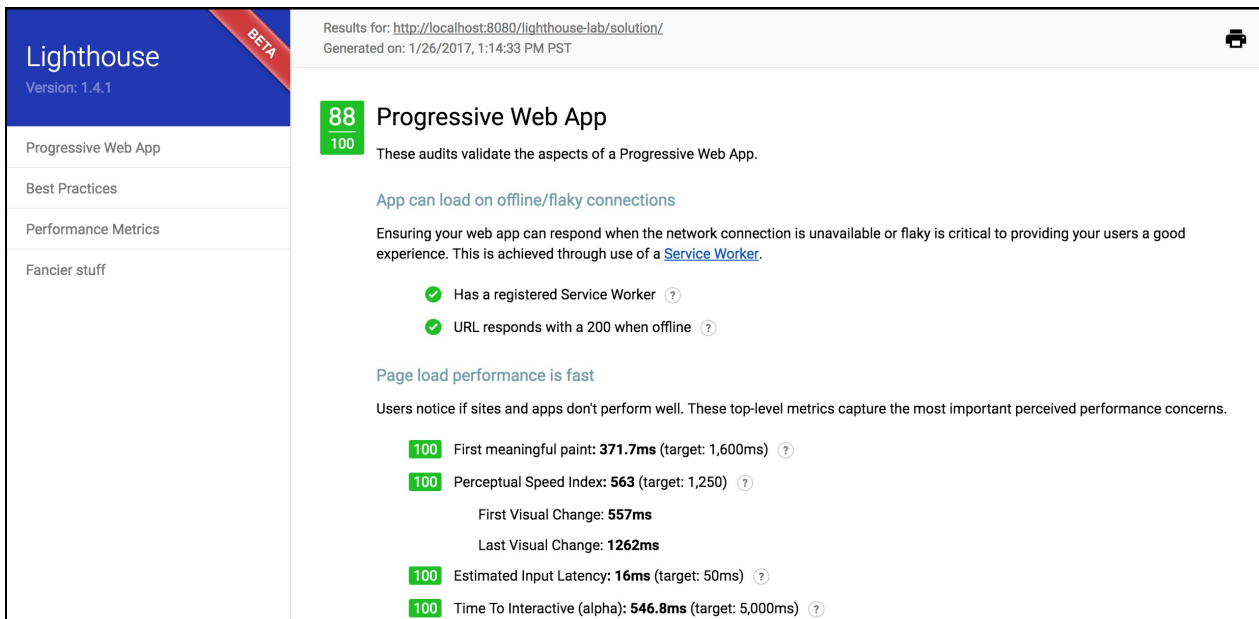 Lighthouse
BETA
Version: 1.4.1
Progressive Web App
Best Practices
Performance Metrics
Fancier stuff
Results for: http://localhost:8080/lighthouse-lab/solution/
Generated on: 1/26/2017, 1:14:33 PM PST
88
100
Progressive Web App
These audits validate the aspects of a Progressive Web App.
App can load on offline/flaky connections
Ensuring your web app can respond when the network connection is unavailable or flaky is critical to providing your users a good
experience. This is achieved through use of a Service Worker.
Has a registered Service Worker ?
URL responds with a 200 when offline ?
Page load performance is fast
Users notice if sites and apps don't perform well. These top-level metrics capture the most important perceived performance concerns.
100 First meaningful paint: 371.7ms (target: 1,600ms) ?
100 Perceptual Speed Index: 563 (target: 1,250) ?
First Visual Change: 557ms
Last Visual Change: 1262ms
100 Estimated Input Latency: 16ms (target: 50ms) ?
100 Time To Interactive (alpha): 546.8ms (target: 5,000ms) ?